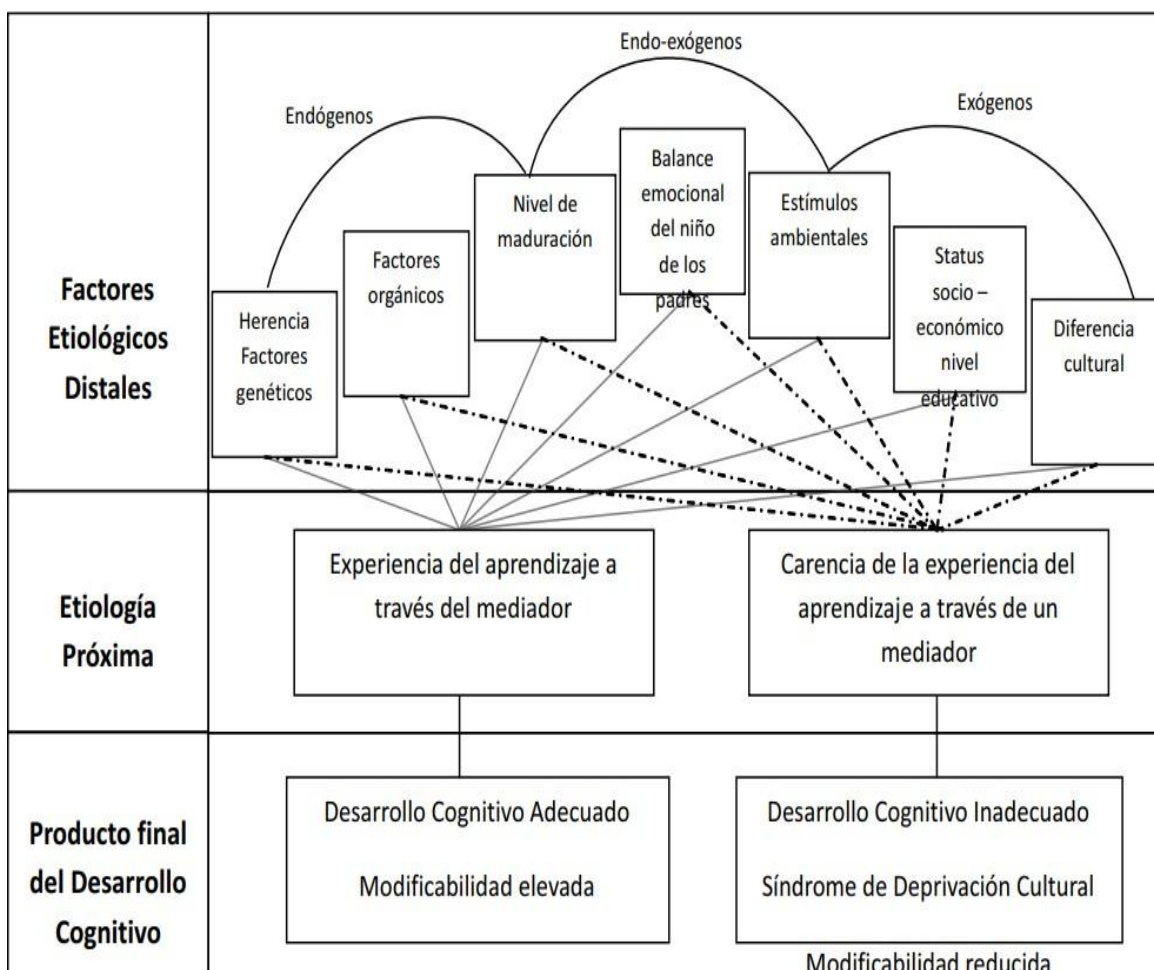 Endo-exógenos
Endógenos
Exógenos
Factores
Etiológicos
Distales
Herencia
Factores
genéticos
Factores
orgánicos
Nivel de
maduración
Balance
emocional
del niño
de los
padres
Estímulos
ambientales
Status
socio –
económico
nivel
educativo
Diferencia
cultural
Etiología
Próxima
Experiencia del aprendizaje a
través del mediador
Carencia de la experiencia del
aprendizaje a través de un
mediador
Producto final
del Desarrollo
Cognitivo
Desarrollo Cognitivo Adecuado
Modificabilidad elevada
Desarrollo Cognitivo Inadecuado
Síndrome de Deprivación Cultural
Modificabilidad reducida